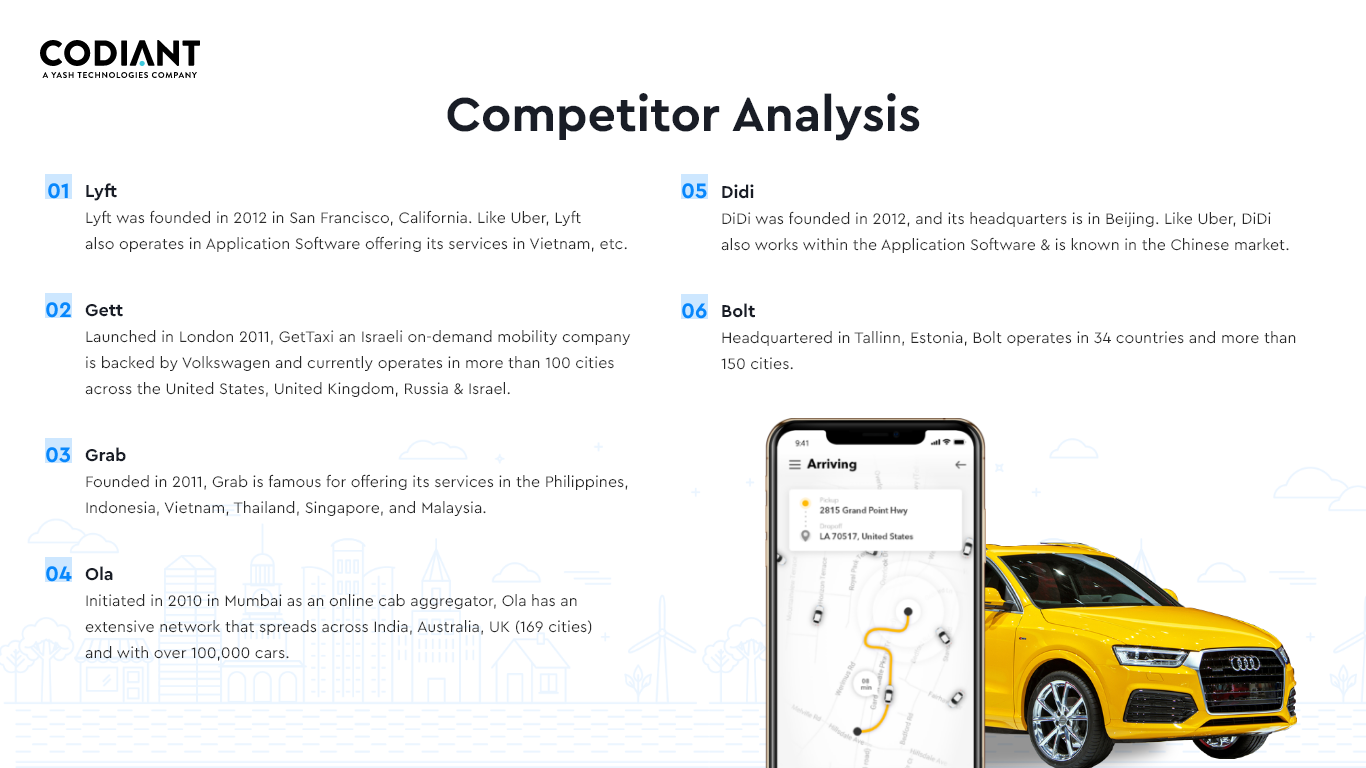 CODIANT
A YASH TECHNOLOGIES COMPANY
Competitor Analysis
01 Lyft
Lyft was founded in 2012 in San Francisco, California. Like Uber, Lyft
also operates in Application Software offering its services in Vietnam, etc.
02 Gett
Launched in London 2011, GetTaxi an Israeli on-demand mobility company
is backed by Volkswagen and currently operates in more than 100 cities
across the United States, United Kingdom, Russia & Israel.
03 Grab
Founded in 2011, Grab is famous for offering its services in the Philippines,
Indonesia, Vietnam, Thailand, Singapore, and Malaysia.
04 Ola
Initiated in 2010 in Mumbai as an online cab aggregator, Ola has an
extensive network that spreads across India, Australia, UK (169 cities)
and with over 100,000 cars.
05 Didi
DiDi was founded in 2012, and its headquarters is in Beijing. Like Uber, DiDi
also works within the Application Software & is known in the Chinese market.
06 Bolt
Headquartered in Tallinn, Estonia, Bolt operates in 34 countries and more than
150 cities.
9:41
Arriving
Pickup
2815 Grand Point Hwy
Dropoff
LA 70517, United States
08
min
Hillsdale Ave